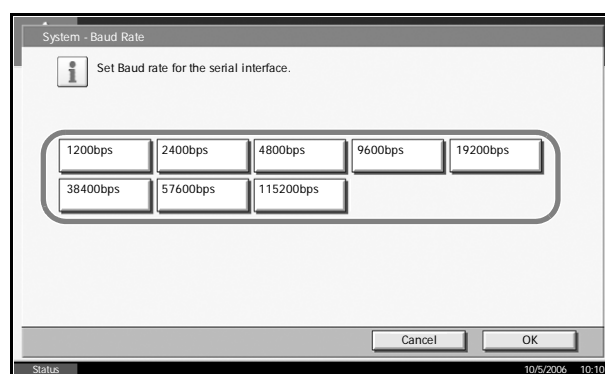 System - Baud Rate
Set Baud rate for the serial interface.
1200bps 2400bps 4800bps 9600bps 19200bps
38400bps 57600bps 115200bps
Cancel OK
Status 10/5/2006 10:10